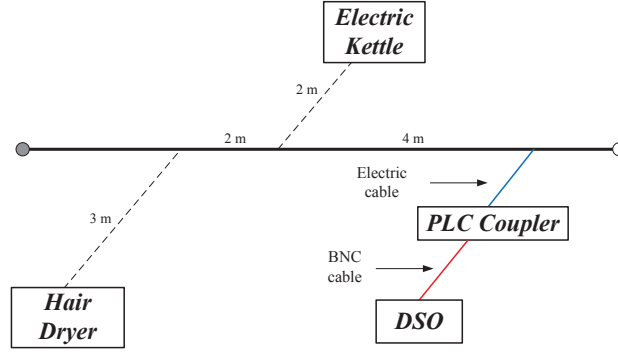 Electric
Kettle
2 m
2 m
4 m
Electric
cable
3 m
PLC Coupler
BNC
cable
Hair
Dryer
DSO